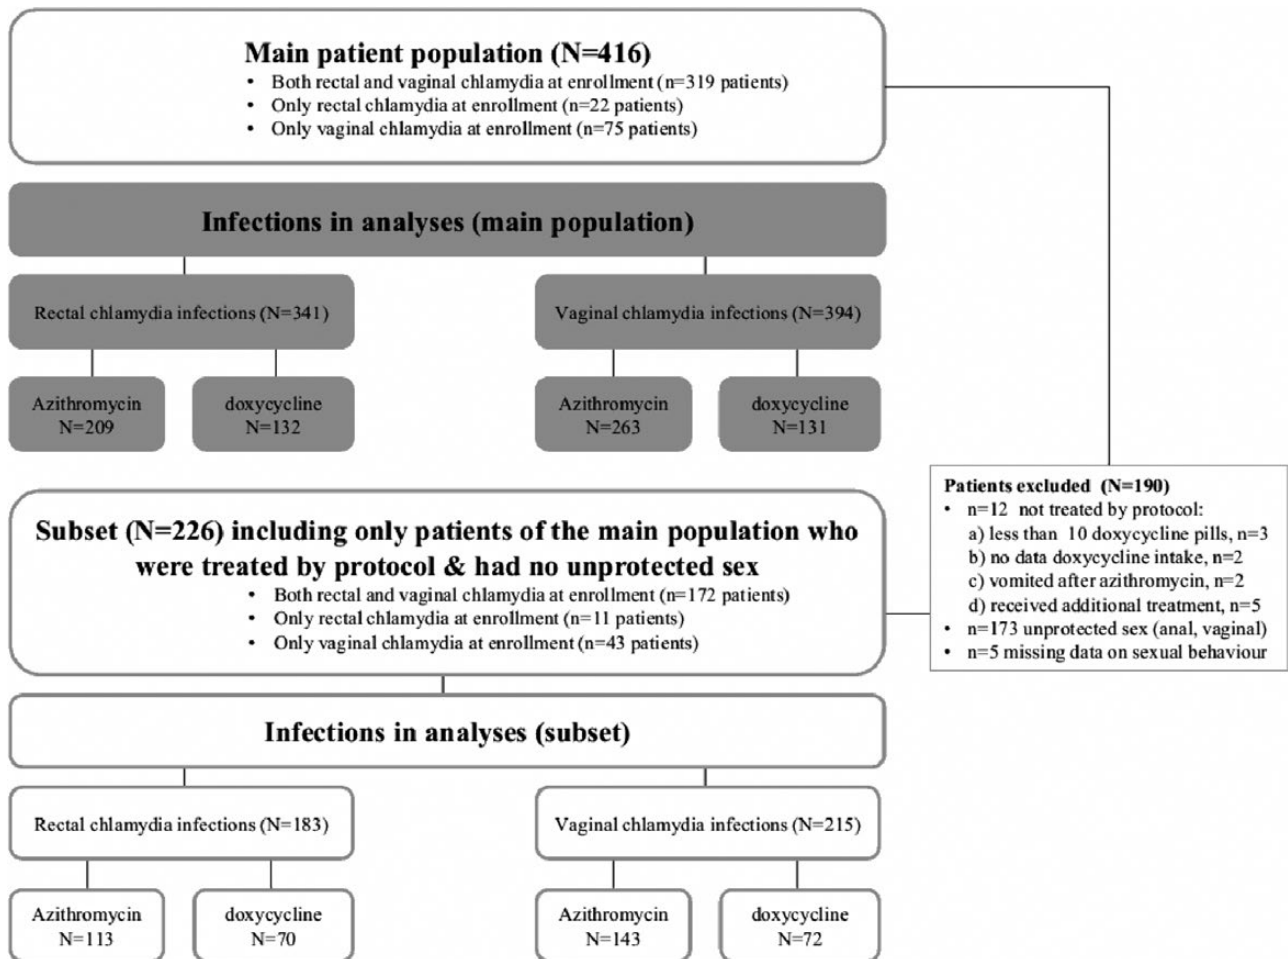 Main patient population (N=416)
• Both rectal and vaginal chlamydia at enrollment (n=319 patients)
• Only rectal chlamydia at enrollment (n=22 patients)
• Only vaginal chlamydia at enrollment (n=75 patients)
Infections in analyses (main population)
Rectal chlamydia infections (N=341)
Vaginal chlamydia infections (N=394)
Azithromycin
N=209
doxycycline
N=132
Azithromycin
N=263
doxycycline
N=131
Patients excluded (N=190)
• n=12 not treated by protocol:
a) less than 10 doxycycline pills, n=3
b) no data doxycycline intake, n=2
c) vomited after azithromycin, n=2
d) received additional treatment, n=5
• n=173 unprotected sex (anal, vaginal)
• n=5 missing data on sexual behaviour
Subset (N=226) including only patients of the main population who
were treated by protocol & had no unprotected sex
• Both rectal and vaginal chlamydia at enrollment (n=172 patients)
• Only rectal chlamydia at enrollment (n=11 patients)
• Only vaginal chlamydia at enrollment (n=43 patients)
Infections in analyses (subset)
Rectal chlamydia infections (N=183)
Vaginal chlamydia infections (N=215)
Azithromycin
N=113
doxycycline
N=70
Azithromycin
N=143
doxycycline
N=72